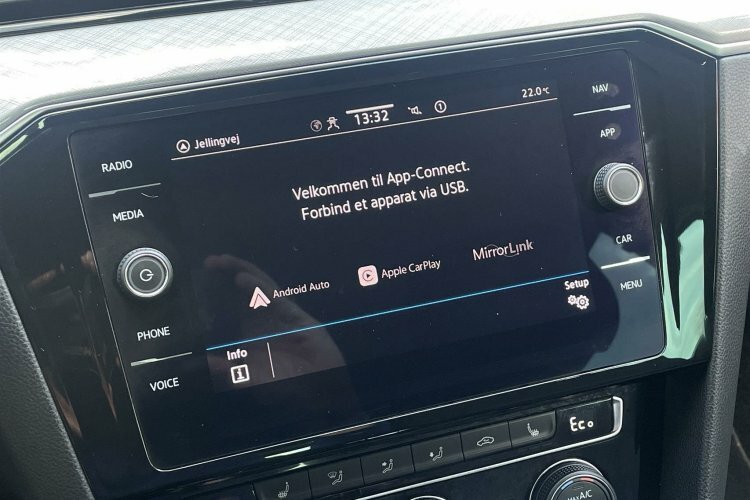 Jellingvej
13:32
1
22.0°C
Velkommen til App-Connect.
Forbind et apparat via USB.
Android Auto
Apple CarPlay
MirrorLink
Setup
Info
i
RADIO
MEDIA
PHONE
VOICE
NAV
APP
CAR
MENU
Eco